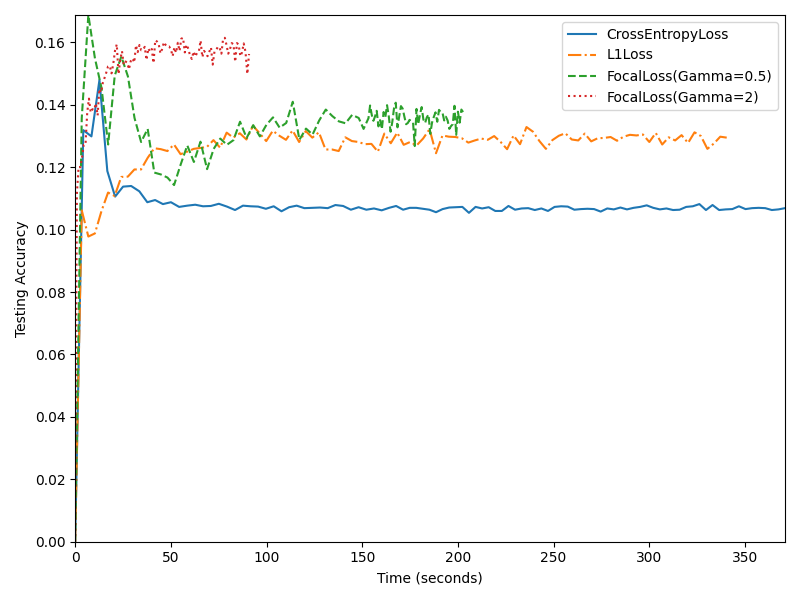 CrossEntropyLoss
L1Loss
FocalLoss(Gamma=0.5)
FocalLoss(Gamma=2)
Testing Accuracy
0.16
0.14
0.12
0.10
0.08
0.06
0.04
0.02
0.00
0 50 100 150 200 250 300 350
Time (seconds)